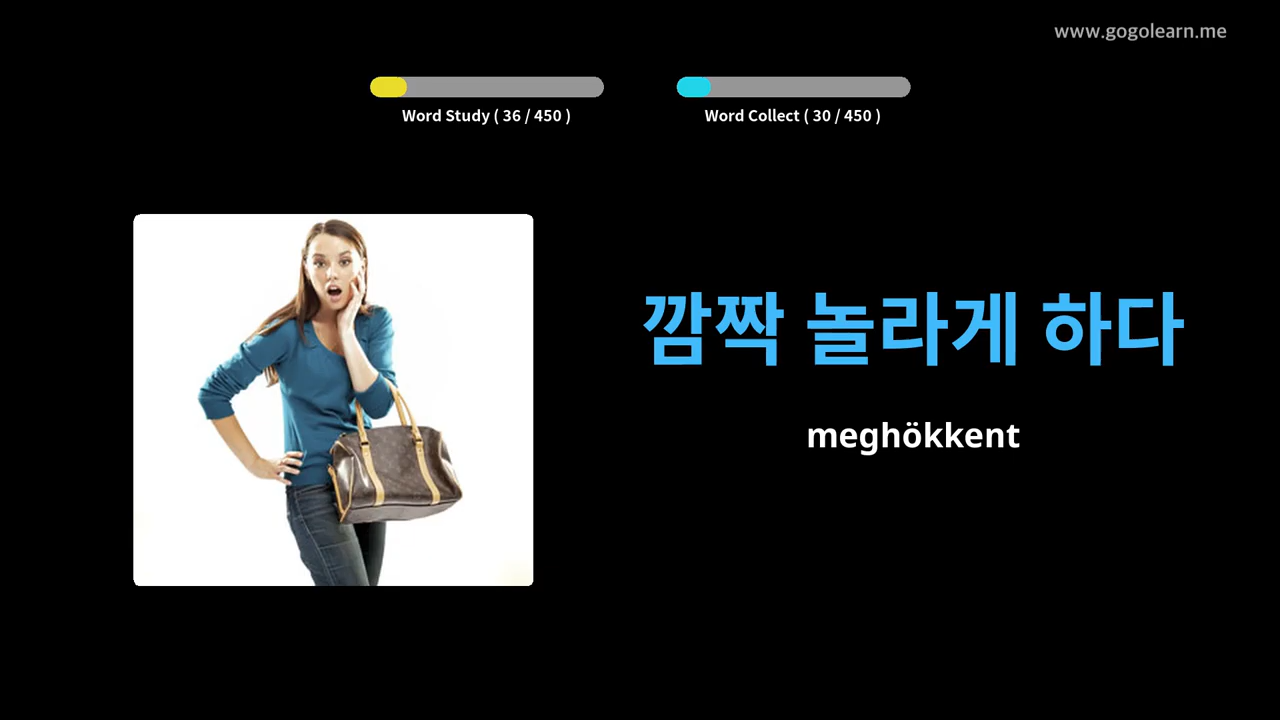 www.gogolearn.me
Word Study ( 36 / 450 )
Word Collect ( 30 / 450 )
깜짝 놀라게 하다
meghökkent